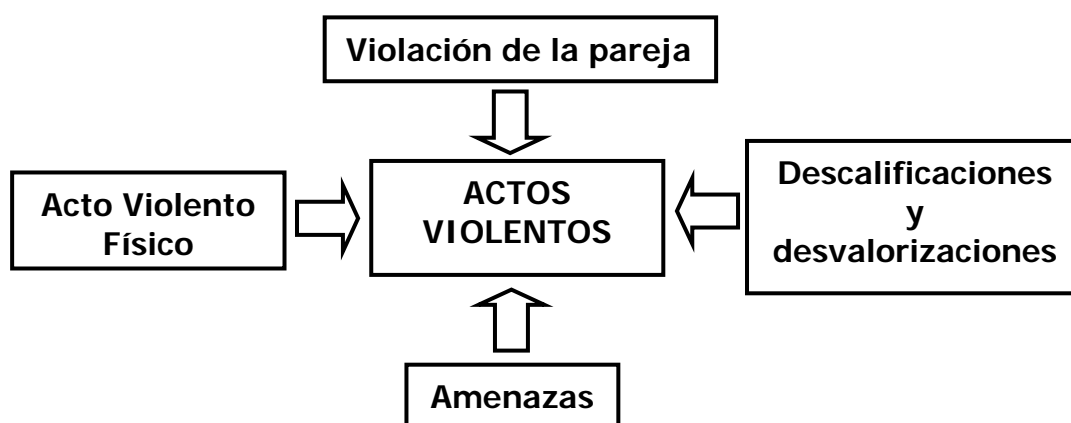 Violación de la pareja
Acto Violento
Físico
ACTOS
VIOLENTOS
Descalificaciones
y
desvalorizaciones
Amenazas